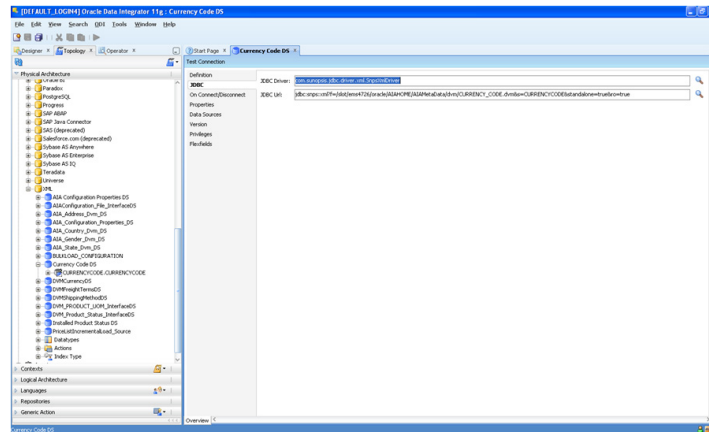 [DEFAULT_LOGIN4] Oracle Data Integrator 11g : Currency Code DS
File Edit View Search ODI Tools Window Help
Designer Topology Operator
Start Page Currency Code DS
Test Connection
Physical Architecture
Paradox
PostgreSQL
Progress
SAP ABAP
SAP Java Connector
SAS (deprecated)
Salesforce.com (deprecated)
Sybase AS Anywhere
Sybase AS Enterprise
Sybase AS IQ
Teradata
Universe
XML
AIA Configuration Properties DS
AIAConfiguration_File_InterfaceDS
AIA_Address_Dvm_DS
AIA_Configuration_Properties_DS
AIA_Country_Dvm_DS
AIA_Gender_Dvm_DS
AIA_State_Dvm_DS
BULKLOAD_CONFIGURATION
Currency Code DS
CURRENCYCODE.CURRENCYCODE
DVMCurrencyDS
DVMFreightTermsDS
DVMShippingMethodDS
DVM_PRODUCT_UOM_InterfaceDS
DVM_Product_Status_InterfaceDS
Installed Product Status DS
PriceListIncrementalLoad_Source
Datatypes
Actions
Index Type
Contexts
Logical Architecture
Languages
Repositories
Generic Action
Definition
JDBC
On Connect/Disconnect
Properties
Data Sources
Version
Privileges
Flexfields
JDBC Driver: com.sunopsis.jdbc.driver.xml.SnpsXmlDriver
JDBC Url: jdbc:snps:xml?f=/slot/ems4726/oracle/AIAHOME/AIAMetaData/dvm/CURRENCY_CODE.dvm&s=CURRENCYCODE&standalone=true&ro=true
Overview
Currency Code DS